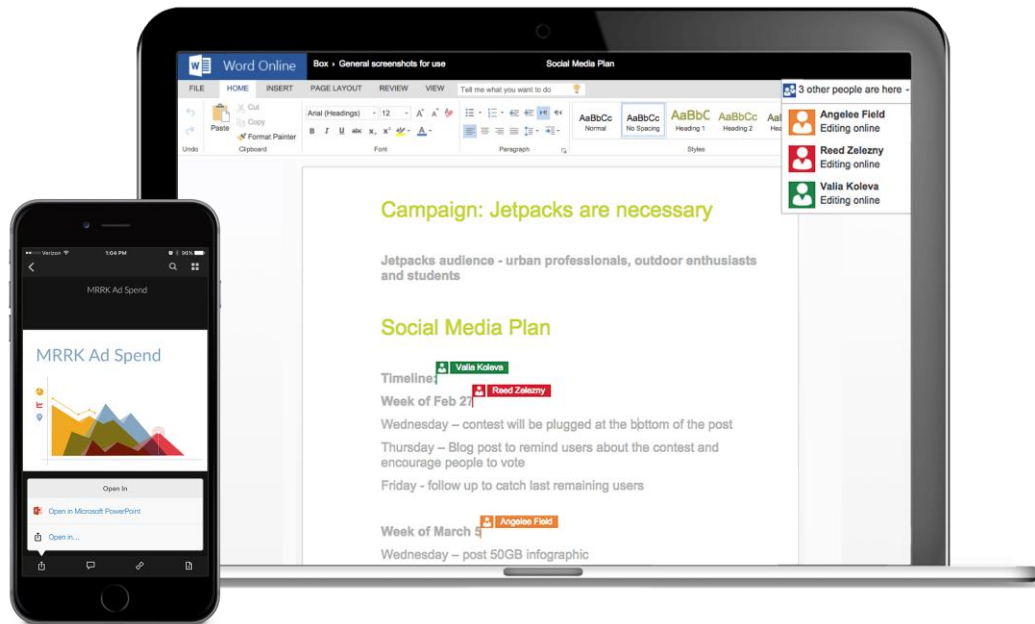 Word Online
Box › General screenshots for use
Social Media Plan
FILE HOME INSERT PAGE LAYOUT REVIEW VIEW Tell me what you want to do
3 other people are here
Angelee Field
Editing online
Reed Zelezny
Editing online
Valia Koleva
Editing online
Paste
Cut
Copy
Format Painter
Arial (Headings) 12
B I U abc x₂ x² A
AaBbCc AaBbCc AaBbC AaBbCc
Normal No Spacing Heading 1 Heading 2
Undo Clipboard Font Paragraph Styles
Campaign: Jetpacks are necessary
Jetpacks audience - urban professionals, outdoor enthusiasts
and students
Social Media Plan
Valia Koleva
Timeline:
Reed Zelezny
Week of Feb 27
Wednesday – contest will be plugged at the bottom of the post
Thursday – Blog post to remind users about the contest and
encourage people to vote
Friday - follow up to catch last remaining users
Angelee Field
Week of March 5
Wednesday – post 50GB infographic
Verizon 1:04 PM 96%
MRRK Ad Spend
MRRK Ad Spend
Open In
Open in Microsoft PowerPoint
Open in...